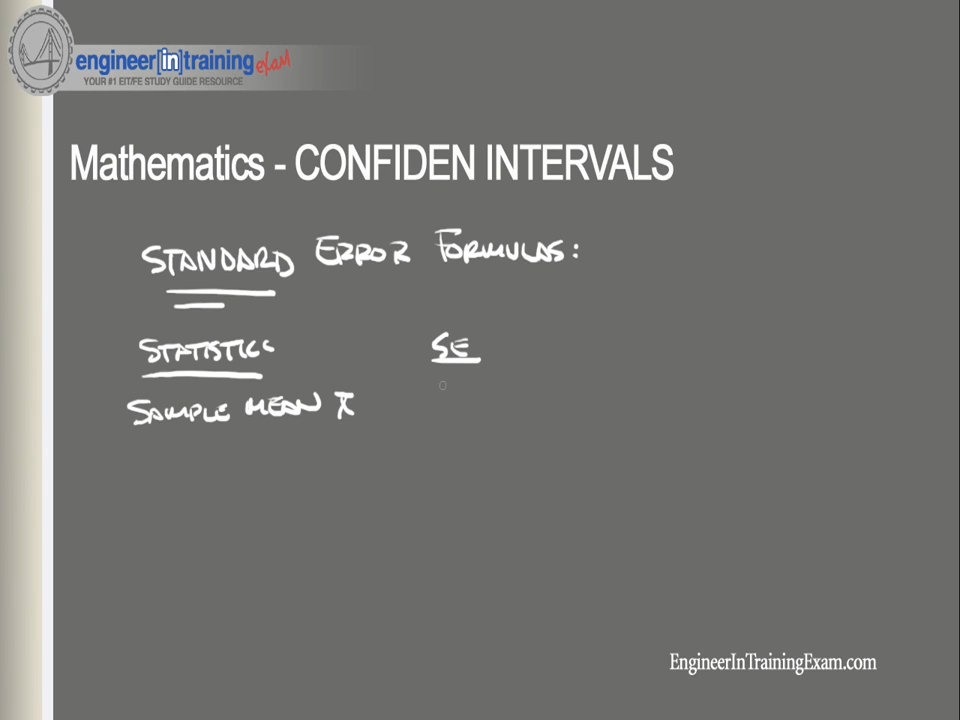 engineer[in]training exam
YOUR #1 EIT/FE STUDY GUIDE RESOURCE
Mathematics - CONFIDEN INTERVALS
STANDARD ERROR FORMULAS:
STATISTICS SE
SAMPLE MEAN x̄
EngineerInTrainingExam.com